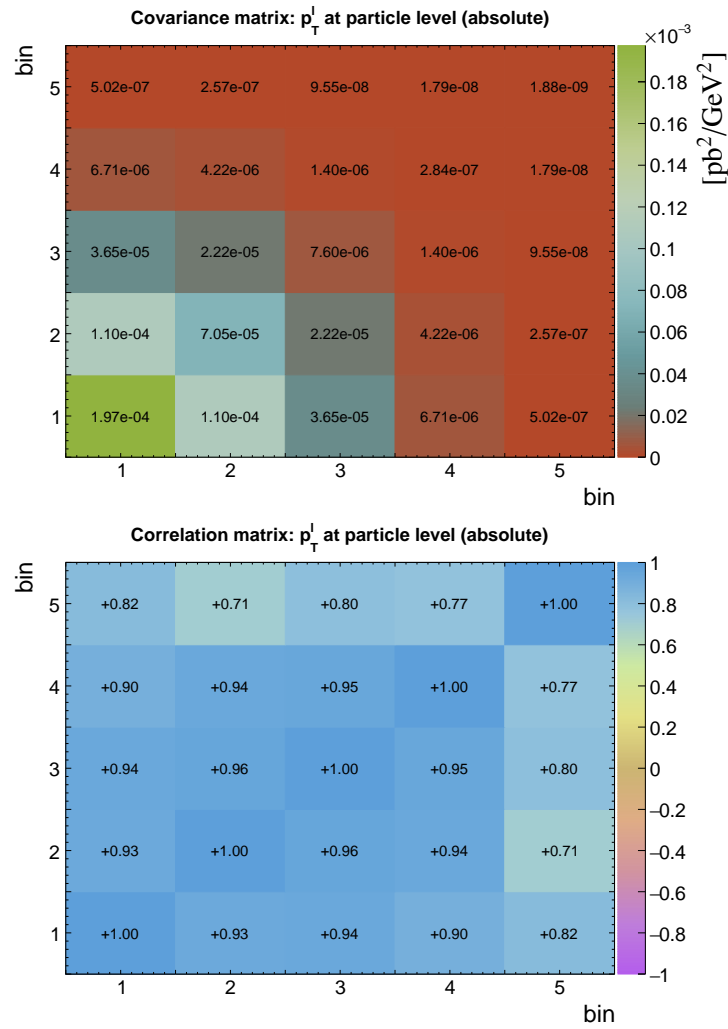 Covariance matrix: p_T^l at particle level (absolute)
×10^−3
bin
[pb^2/GeV^2]
5 5.02e-07 2.57e-07 9.55e-08 1.79e-08 1.88e-09
4 6.71e-06 4.22e-06 1.40e-06 2.84e-07 1.79e-08
3 3.65e-05 2.22e-05 7.60e-06 1.40e-06 9.55e-08
2 1.10e-04 7.05e-05 2.22e-05 4.22e-06 2.57e-07
1 1.97e-04 1.10e-04 3.65e-05 6.71e-06 5.02e-07
1 2 3 4 5
bin
0.18
0.16
0.14
0.12
0.1
0.08
0.06
0.04
0.02
0
Correlation matrix: p_T^l at particle level (absolute)
bin
5 +0.82 +0.71 +0.80 +0.77 +1.00
4 +0.90 +0.94 +0.95 +1.00 +0.77
3 +0.94 +0.96 +1.00 +0.95 +0.80
2 +0.93 +1.00 +0.96 +0.94 +0.71
1 +1.00 +0.93 +0.94 +0.90 +0.82
1 2 3 4 5
bin
1
0.8
0.6
0.4
0.2
0
−0.2
−0.4
−0.6
−0.8
−1